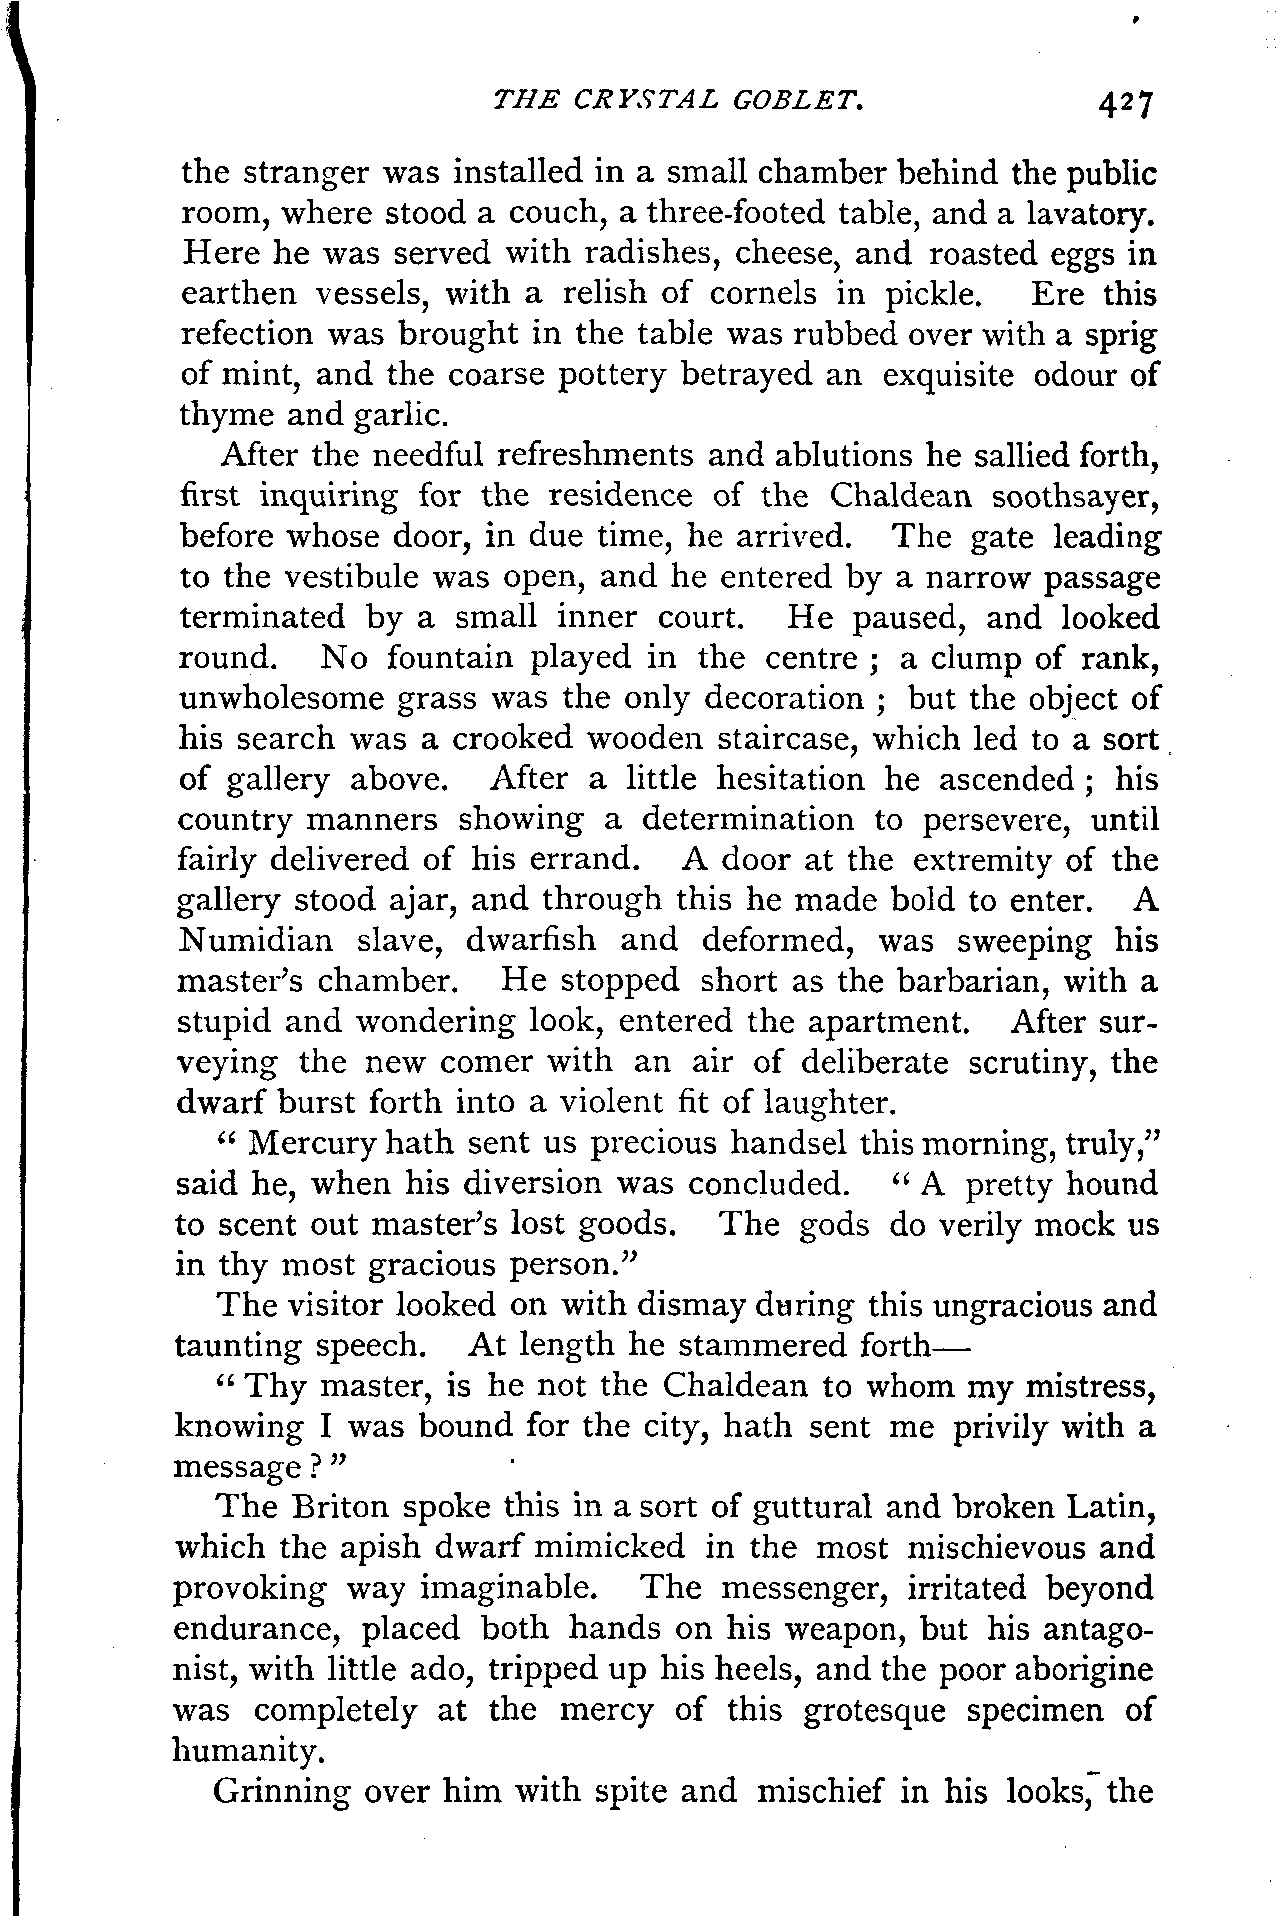 THE CRYSTAL GOBLET. 427
the stranger was installed in a small chamber behind the public
room, where stood a couch, a three-footed table, and a lavatory.
Here he was served with radishes, cheese, and roasted eggs in
earthen vessels, with a relish of cornels in pickle. Ere this
refection was brought in the table was rubbed over with a sprig
of mint, and the coarse pottery betrayed an exquisite odour of
thyme and garlic.
After the needful refreshments and ablutions he sallied forth,
first inquiring for the residence of the Chaldean soothsayer,
before whose door, in due time, he arrived. The gate leading
to the vestibule was open, and he entered by a narrow passage
terminated by a small inner court. He paused, and looked
round. No fountain played in the centre ; a clump of rank,
unwholesome grass was the only decoration ; but the object of
his search was a crooked wooden staircase, which led to a sort
of gallery above. After a little hesitation he ascended ; his
country manners showing a determination to persevere, until
fairly delivered of his errand. A door at the extremity of the
gallery stood ajar, and through this he made bold to enter. A
Numidian slave, dwarfish and deformed, was sweeping his
master's chamber. He stopped short as the barbarian, with a
stupid and wondering look, entered the apartment. After sur-
veying the new comer with an air of deliberate scrutiny, the
dwarf burst forth into a violent fit of laughter.
" Mercury hath sent us precious handsel this morning, truly,"
said he, when his diversion was concluded. " A pretty hound
to scent out master's lost goods. The gods do verily mock us
in thy most gracious person."
The visitor looked on with dismay during this ungracious and
taunting speech. At length he stammered forth—
" Thy master, is he not the Chaldean to whom my mistress,
knowing I was bound for the city, hath sent me privily with a
message ? "
The Briton spoke this in a sort of guttural and broken Latin,
which the apish dwarf mimicked in the most mischievous and
provoking way imaginable. The messenger, irritated beyond
endurance, placed both hands on his weapon, but his antago-
nist, with little ado, tripped up his heels, and the poor aborigine
was completely at the mercy of this grotesque specimen of
humanity.
Grinning over him with spite and mischief in his looks, the